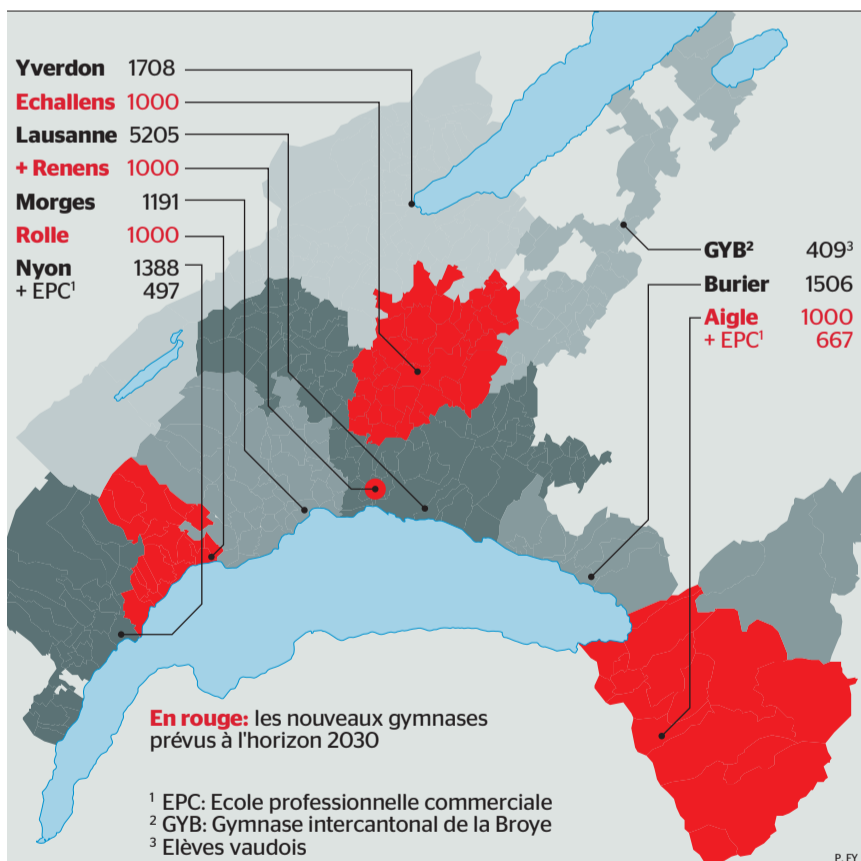 Yverdon 1708
Echallens 1000
Lausanne 5205
+ Renens 1000
Morges 1191
Rolle 1000
Nyon 1388
+ EPC¹ 497
GYB² 409³
Burier 1506
Aigle 1000
+ EPC¹ 667
En rouge: les nouveaux gymnases
prévus à l'horizon 2030
¹ EPC: Ecole professionnelle commerciale
² GYB: Gymnase intercantonal de la Broye
³ Elèves vaudois
P. FY